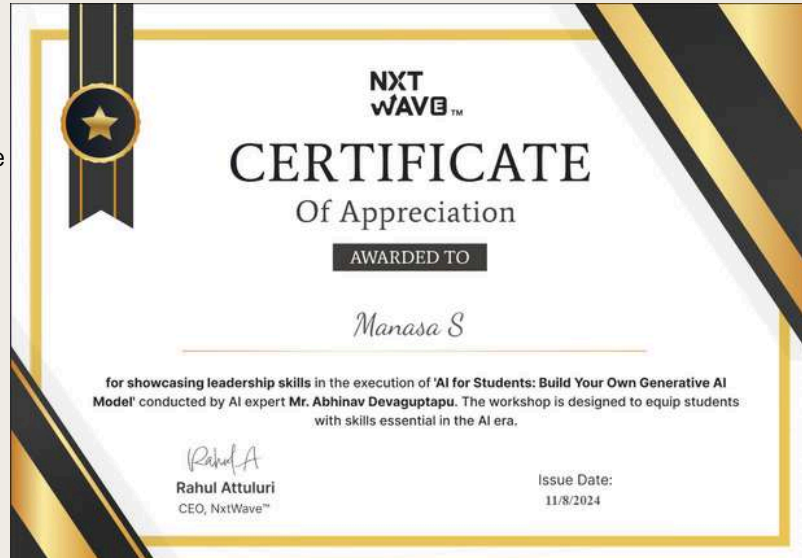 e
NXT
WAVE™
CERTIFICATE
Of Appreciation
AWARDED TO
Manasa S
for showcasing leadership skills in the execution of 'AI for Students: Build Your Own Generative AI
Model' conducted by AI expert Mr. Abhinav Devaguptapu. The workshop is designed to equip students
with skills essential in the AI era.
Rahul A
Rahul Attuluri
CEO, NxtWave™
Issue Date:
11/8/2024